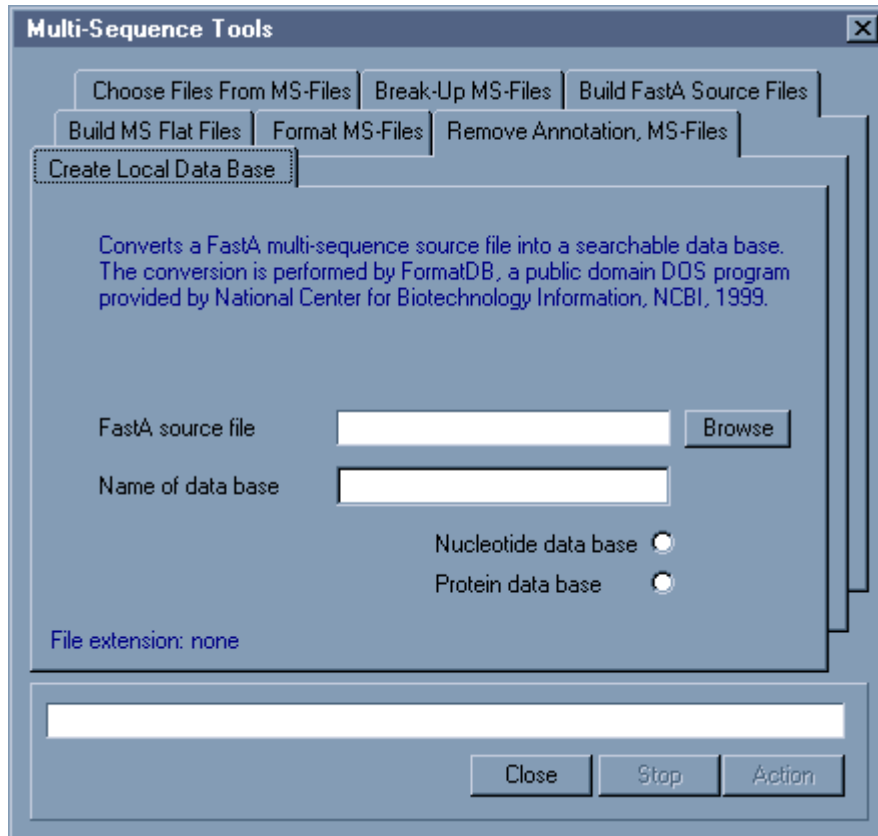 Multi-Sequence Tools
Choose Files From MS-Files
Break-Up MS-Files
Build FastA Source Files
Build MS Flat Files
Format MS-Files
Remove Annotation, MS-Files
Create Local Data Base
Converts a FastA multi-sequence source file into a searchable data base.
The conversion is performed by FormatDB, a public domain DOS program
provided by National Center for Biotechnology Information, NCBI, 1999.
FastA source file
Browse
Name of data base
Nucleotide data base
Protein data base
File extension: none
Close
Stop
Action